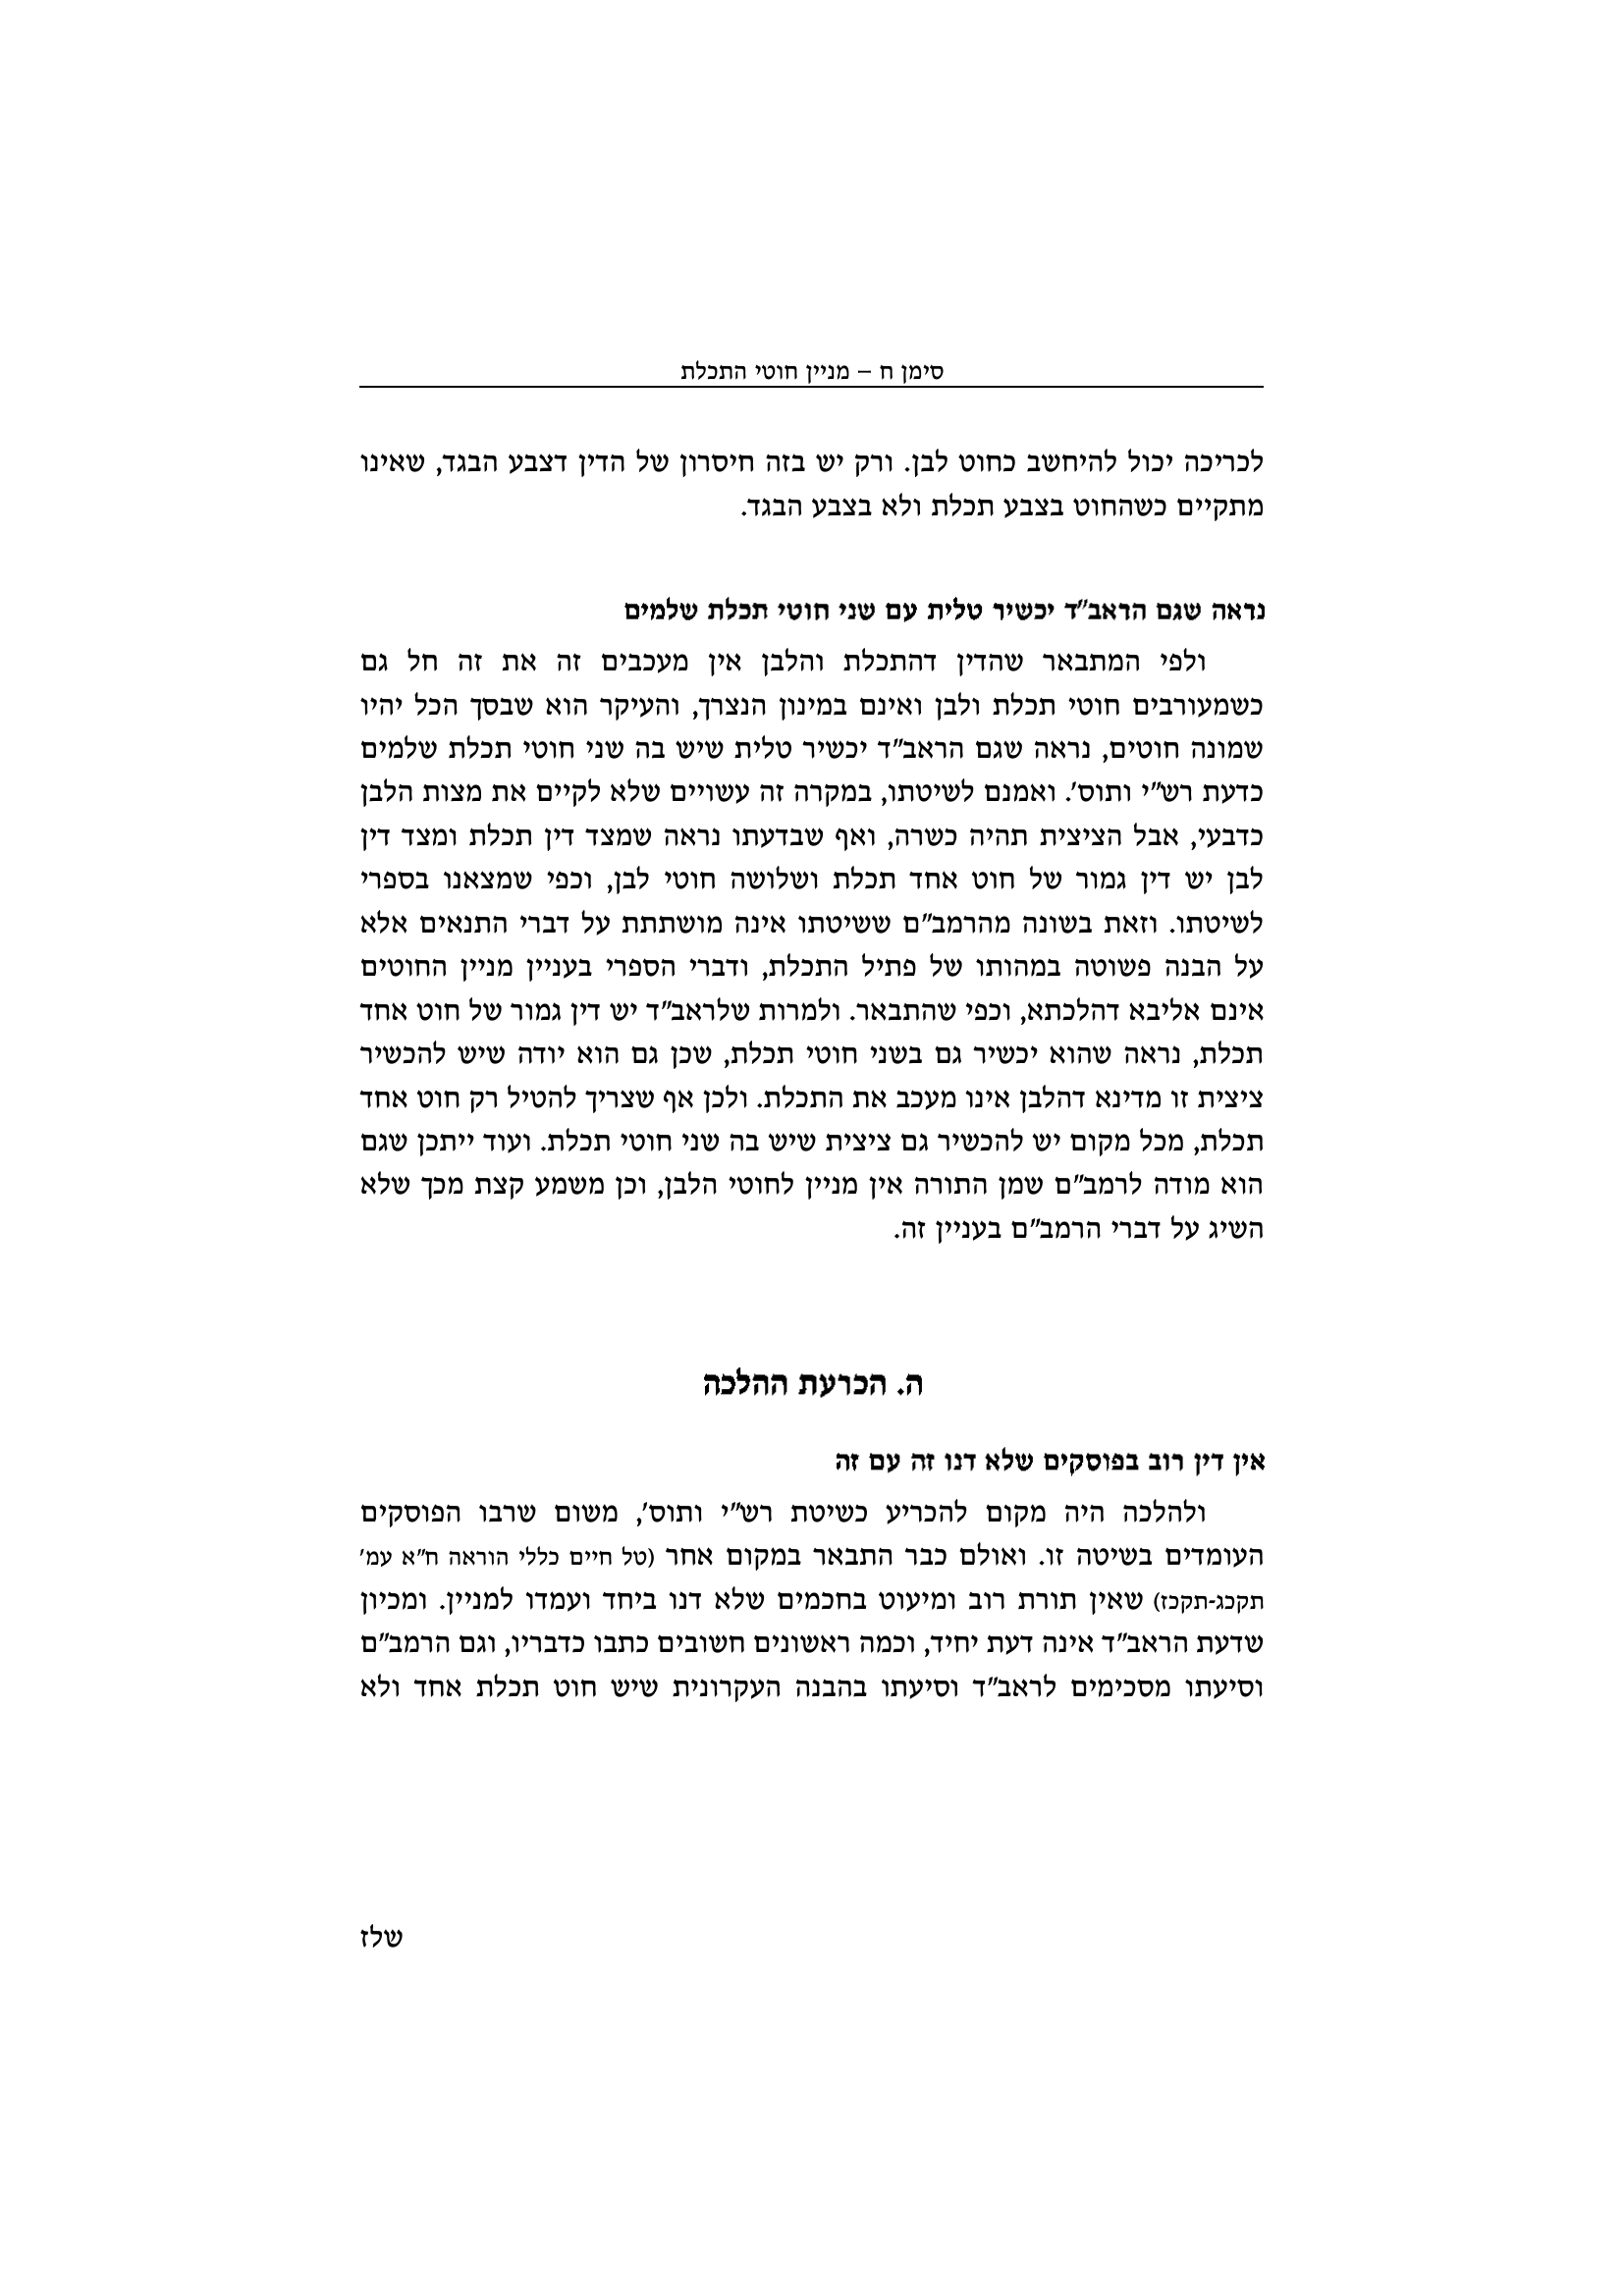 סימן ח – מניין חוטי התכלת
לכריכה יכול להיחשב כחוט לבן. ורק יש בזה חיסרון של הדין דצבע הבגד, שאינו
מתקיים כשהחוט בצבע תכלת ולא בצבע הבגד.
נראה שגם הראב״ד יכשיר טלית עם שני חוטי תכלת שלמים
ולפי המתבאר שהדין דהתכלת והלבן אין מעכבים זה את זה חל גם
כשמעורבים חוטי תכלת ולבן ואינם במינון הנצרך, והעיקר הוא שבסך הכל יהיו
שמונה חוטים, נראה שגם הראב״ד יכשיר טלית שיש בה שני חוטי תכלת שלמים
כדעת רש״י ותוס׳. ואמנם לשיטתו, במקרה זה עשויים שלא לקיים את מצות הלבן
כדבעי, אבל הציצית תהיה כשרה, ואף שבדעתו נראה שמצד דין תכלת ומצד דין
לבן יש דין גמור של חוט אחד תכלת ושלושה חוטי לבן, וכפי שמצאנו בספרי
לשיטתו. וזאת בשונה מהרמב״ם ששיטתו אינה מושתתת על דברי התנאים אלא
על הבנה פשוטה במהותו של פתיל התכלת, ודברי הספרי בעניין מניין החוטים
אינם אליבא דהלכתא, וכפי שהתבאר. ולמרות שלראב״ד יש דין גמור של חוט אחד
תכלת, נראה שהוא יכשיר גם בשני חוטי תכלת, שכן גם הוא יודה שיש להכשיר
ציצית זו מדינא דהלבן אינו מעכב את התכלת. ולכן אף שצריך להטיל רק חוט אחד
תכלת, מכל מקום יש להכשיר גם ציצית שיש בה שני חוטי תכלת. ועוד ייתכן שגם
הוא מודה לרמב״ם שמן התורה אין מניין לחוטי הלבן, וכן משמע קצת מכך שלא
השיג על דברי הרמב״ם בעניין זה.
ה. הכרעת ההלכה
אין דין רוב בפוסקים שלא דנו זה עם זה
ולהלכה היה מקום להכריע כשיטת רש״י ותוס׳, משום שרבו הפוסקים
העומדים בשיטה זו. ואולם כבר התבאר במקום אחר (טל חיים כללי הוראה ח״א עמ׳
תקכג-תקכז) שאין תורת רוב ומיעוט בחכמים שלא דנו ביחד ועמדו למניין. ומכיון
שדעת הראב״ד אינה דעת יחיד, וכמה ראשונים חשובים כתבו כדבריו, וגם הרמב״ם
וסיעתו מסכימים לראב״ד וסיעתו בהבנה העקרונית שיש חוט תכלת אחד ולא
שלז